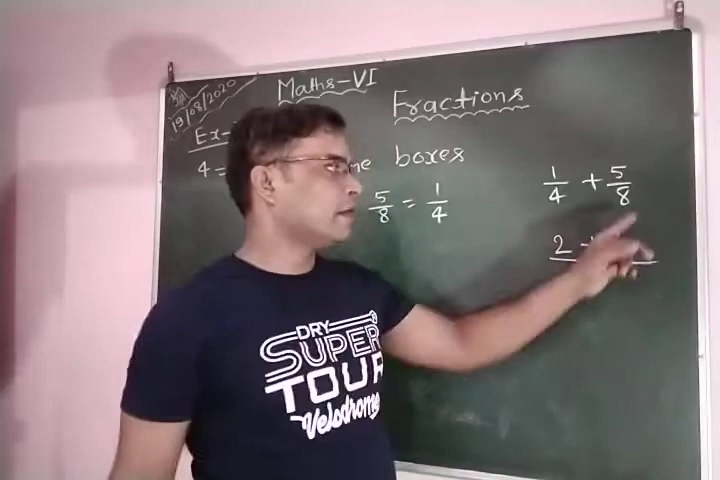 Maths-VI
19/08/2020
Fractions
Ex-
4 = boxes
5/8 = 1/4
1/4 + 5/8
2 +
DRY
SUPER
TOUR
Velodrome